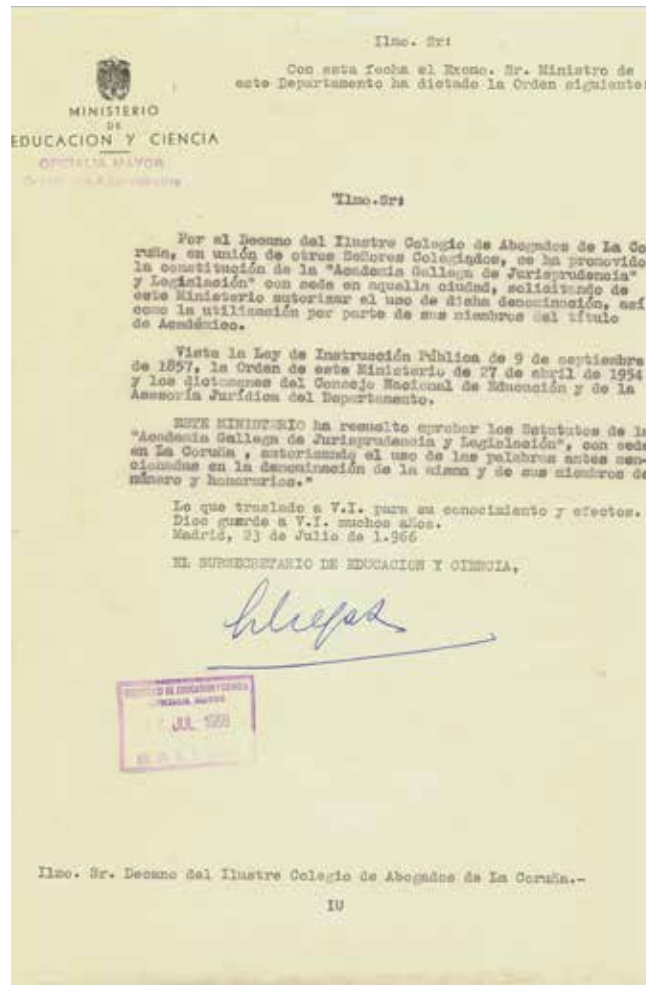 Ilmo. Sr:
Con esta fecha el Excmo. Sr. Ministro de
este Departamento ha dictado la Orden siguiente:
MINISTERIO
DE
EDUCACION Y CIENCIA
OFICIALIA MAYOR
"Ilmo.Sr:
Por el Decano del Ilustre Colegio de Abogados de La Co
ruña, en unión de otros Señores Colegiados, se ha promovido
la constitución de la "Academia Gallega de Jurisprudencia"
y Legislación" con sede en aquella ciudad, solicitando de
este Ministerio autorizar el uso de dicha denominación, así
como la utilización por parte de sus miembros del título
de Académico.
Vista la Ley de Instrucción Pública de 9 de septiembre
de 1857, la Orden de este Ministerio de 27 de abril de 1954
y los dictamenes del Consejo Nacional de Educación y de la
Asesoría Jurídica del Departamento.
ESTE MINISTERIO ha resuelto aprobar los Estatutos de la
"Academia Gallega de Jurisprudencia y Legislación", con sede
en La Coruña , autorizando el uso de las palabras antes men-
cionadas en la denominación de la misma y de sus miembros de
número y honorarios."
Lo que traslado a V.I. para su conocimiento y efectos.
Dios guarde a V.I. muchos años.
Madrid, 23 de Julio de 1.966
EL SUBSECRETARIO DE EDUCACION Y CIENCIA,
MINISTERIO DE EDUCACION Y CIENCIA
OFICIALIA MAYOR
JUL 1966
Ilmo. Sr. Decano del Ilustre Colegio de Abogados de La Coruña.-
IU